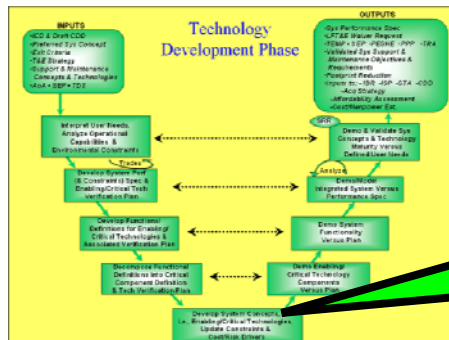 INPUTS
•ICD & Draft CDD
•Preferred Sys Concept
•Exit Criteria
•T&E Strategy
•Support & Maintenance
Concepts & Technologies
•AoA •SEP •TDS
Technology
Development Phase
OUTPUTS
•Sys Performance Spec
•LFT&E Waiver Request
•TEMP •SEP •PESHE •PPP •TRA
•Validated Sys Support &
Maintenance Objectives &
Requirements
•Footprint Reduction
•Inputs to: -IBR -ISP -STA -CDD
-Acq Strategy
-Affordability Assessment
-Cost/Manpower Est.
Interpret User Needs,
Analyze Operational
Capabilities &
Environmental Constraints
SRR
Demo & Validate Sys
Concepts & Technology
Maturity Versus
Defined User Needs
Trades
Develop System Perf
(& Constraints) Spec &
Enabling/Critical Tech
Verification Plan
Analyze
Demo/Model
Integrated System Versus
Performance Spec
Develop Functional
Definitions for Enabling/
Critical Technologies &
Associated Verification Plan
Demo System
Functionality
Versus Plan
Decompose Functional
Definitions into Critical
Component Definition
& Tech Verification Plan
Demo Enabling/
Critical Technology
Components
Versus Plan
Develop System Concepts,
i.e., Enabling/Critical Technologies,
Update Constraints &
Cost/Risk Drivers